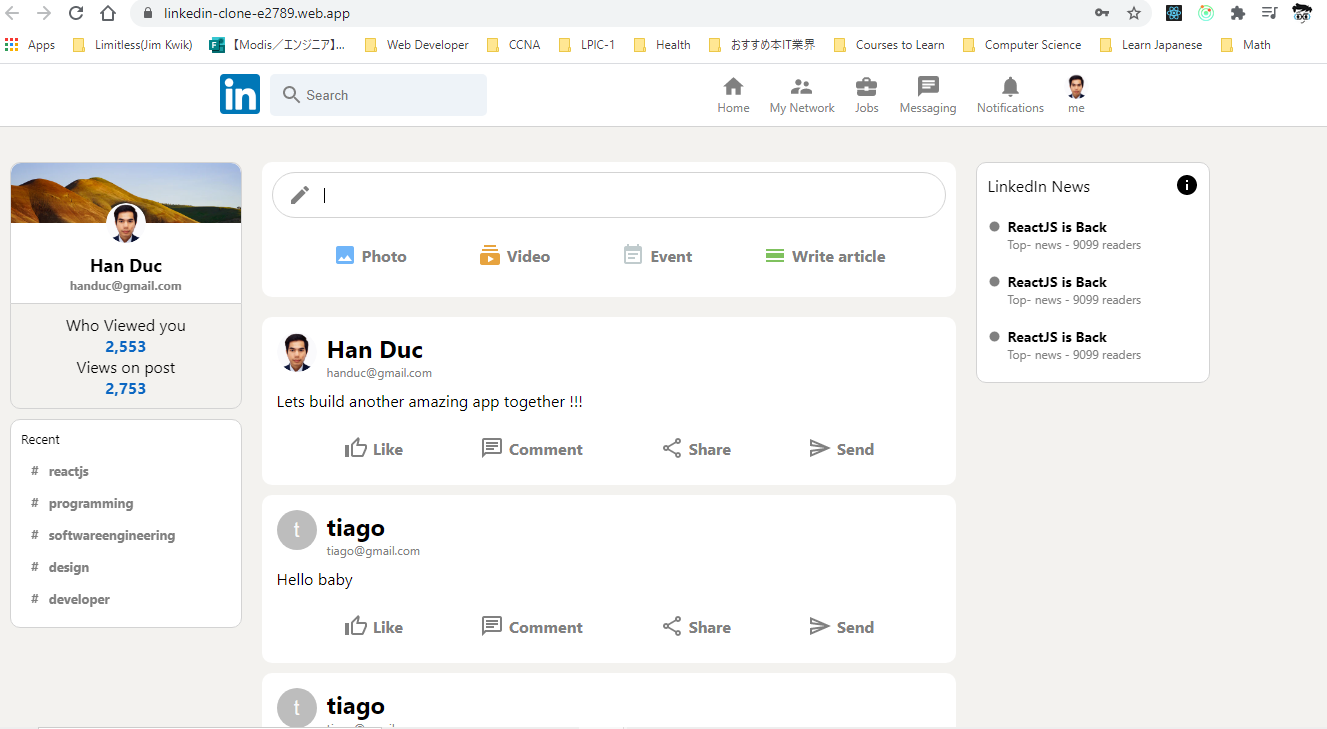 linkedin-clone-e2789.web.app
Apps Limitless(Jim Kwik) 【Modis／エンジニア】... Web Developer CCNA LPIC-1 Health おすすめ本IT業界 Courses to Learn Computer Science Learn Japanese Math
in Search Home My Network Jobs Messaging Notifications me
Han Duc
handuc@gmail.com
Who Viewed you
2,553
Views on post
2,753
Recent
# reactjs
# programming
# softwareengineering
# design
# developer
Photo Video Event Write article
Han Duc
handuc@gmail.com
Lets build another amazing app together !!!
Like Comment Share Send
t tiago
tiago@gmail.com
Hello baby
Like Comment Share Send
t tiago
LinkedIn News
ReactJS is Back
Top- news - 9099 readers
ReactJS is Back
Top- news - 9099 readers
ReactJS is Back
Top- news - 9099 readers